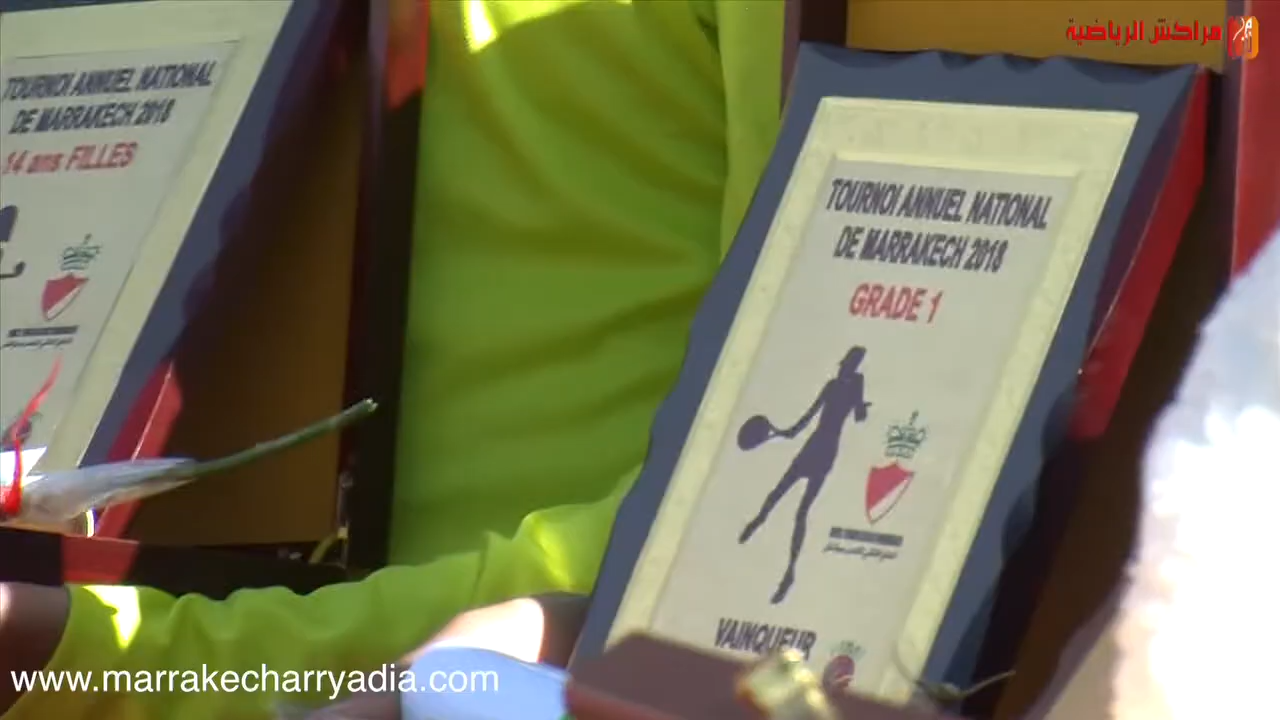 مراكش الرياضية
TOURNOI ANNUEL NATIONAL
DE MARRAKECH 2018
14 ans FILLES
TOURNOI ANNUEL NATIONAL
DE MARRAKECH 2018
GRADE 1
VAINQUEUR
www.marrakecharryadia.com